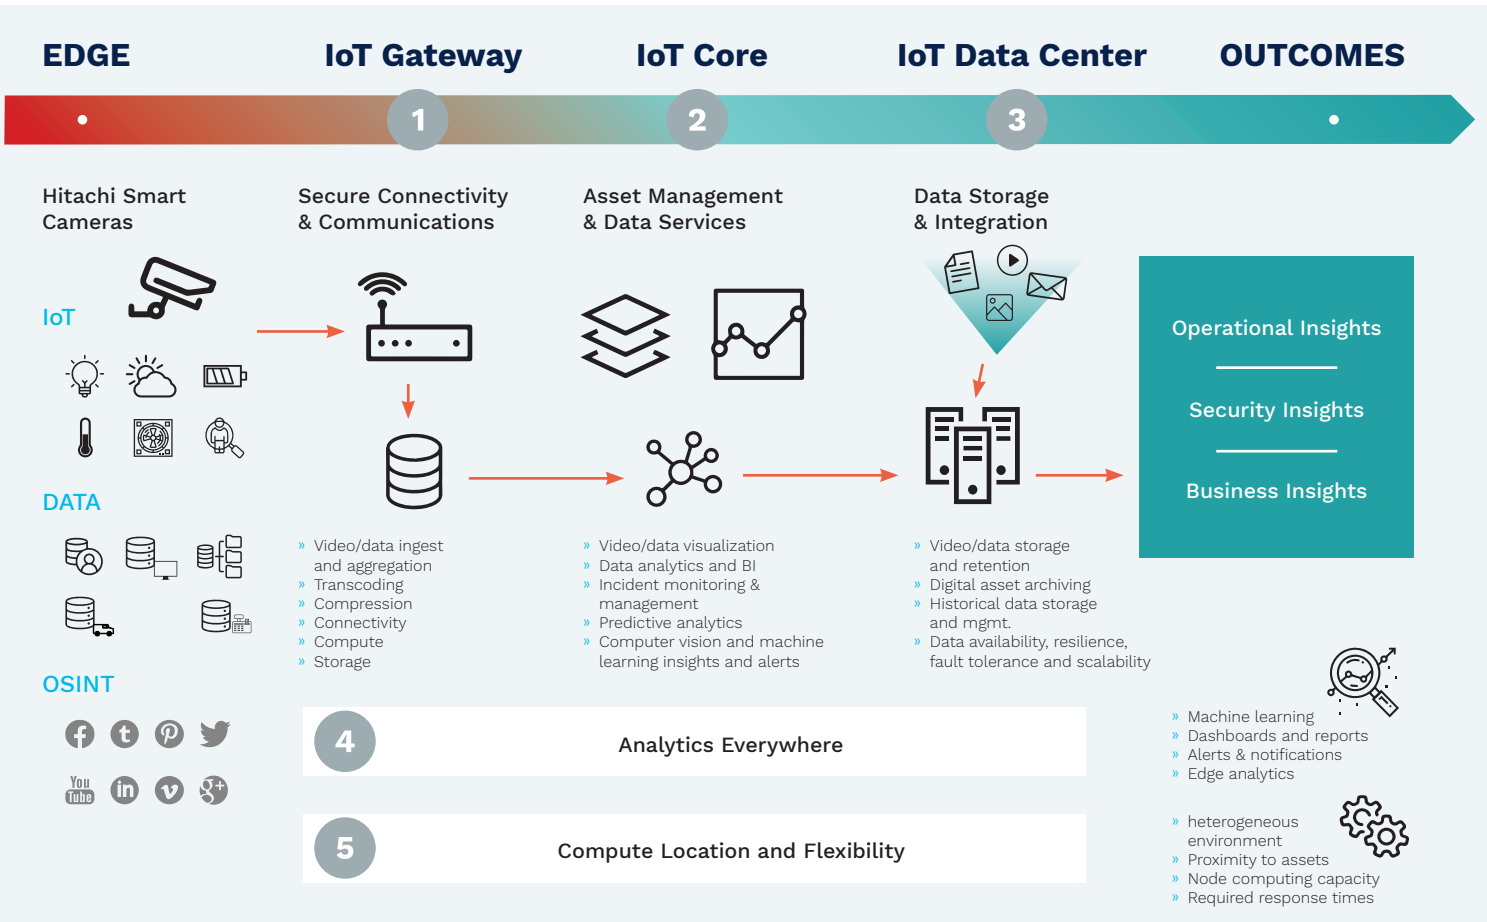 EDGE
IoT Gateway
IoT Core
IoT Data Center
OUTCOMES
1
2
3
Hitachi Smart
Cameras
Secure Connectivity
& Communications
Asset Management
& Data Services
Data Storage
& Integration
IoT
DATA
OSINT
You
Tube
» Video/data ingest
and aggregation
» Transcoding
» Compression
» Connectivity
» Compute
» Storage
» Video/data visualization
» Data analytics and BI
» Incident monitoring &
management
» Predictive analytics
» Computer vision and machine
learning insights and alerts
» Video/data storage
and retention
» Digital asset archiving
» Historical data storage
and mgmt.
» Data availability, resilience,
fault tolerance and scalability
Operational Insights
Security Insights
Business Insights
4
Analytics Everywhere
5
Compute Location and Flexibility
» Machine learning
» Dashboards and reports
» Alerts & notifications
» Edge analytics
» heterogeneous
environment
» Proximity to assets
» Node computing capacity
» Required response times